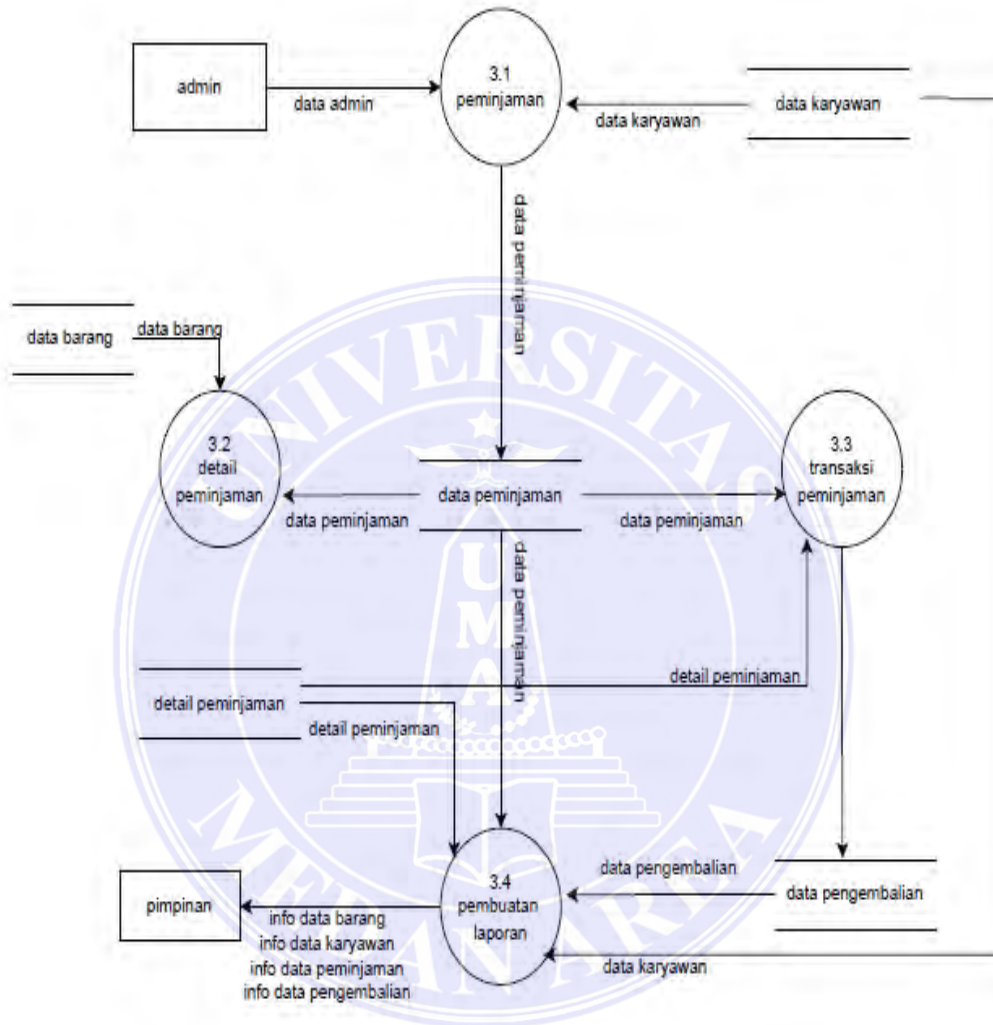 admin
data admin
3.1
peminjaman
data karyawan
data karyawan
data peminjaman
data barang
data barang
3.2
detail
peminjaman
data peminjaman
data peminjaman
data peminjaman
3.3
transaksi
peminjaman
data peminjaman
detail peminjaman
detail peminjaman
detail peminjaman
3.4
pembuatan
laporan
data pengembalian
data pengembalian
data karyawan
pimpinan
info data barang
info data karyawan
info data peminjaman
info data pengembalian
UNIVERSITAS
MEDAN AREA
U
M
A